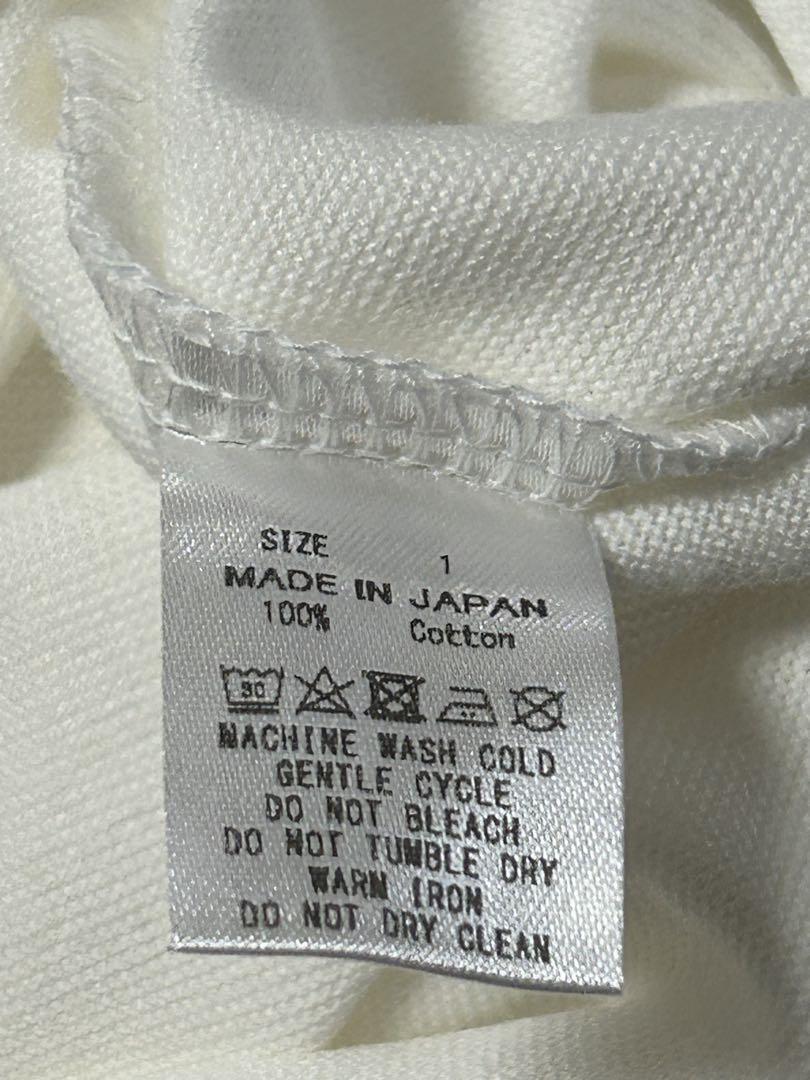 SIZE 1
MADE IN JAPAN
100% Cotton
30
MACHINE WASH COLD
GENTLE CYCLE
DO NOT BLEACH
DO NOT TUMBLE DRY
WARM IRON
DO NOT DRY CLEAN